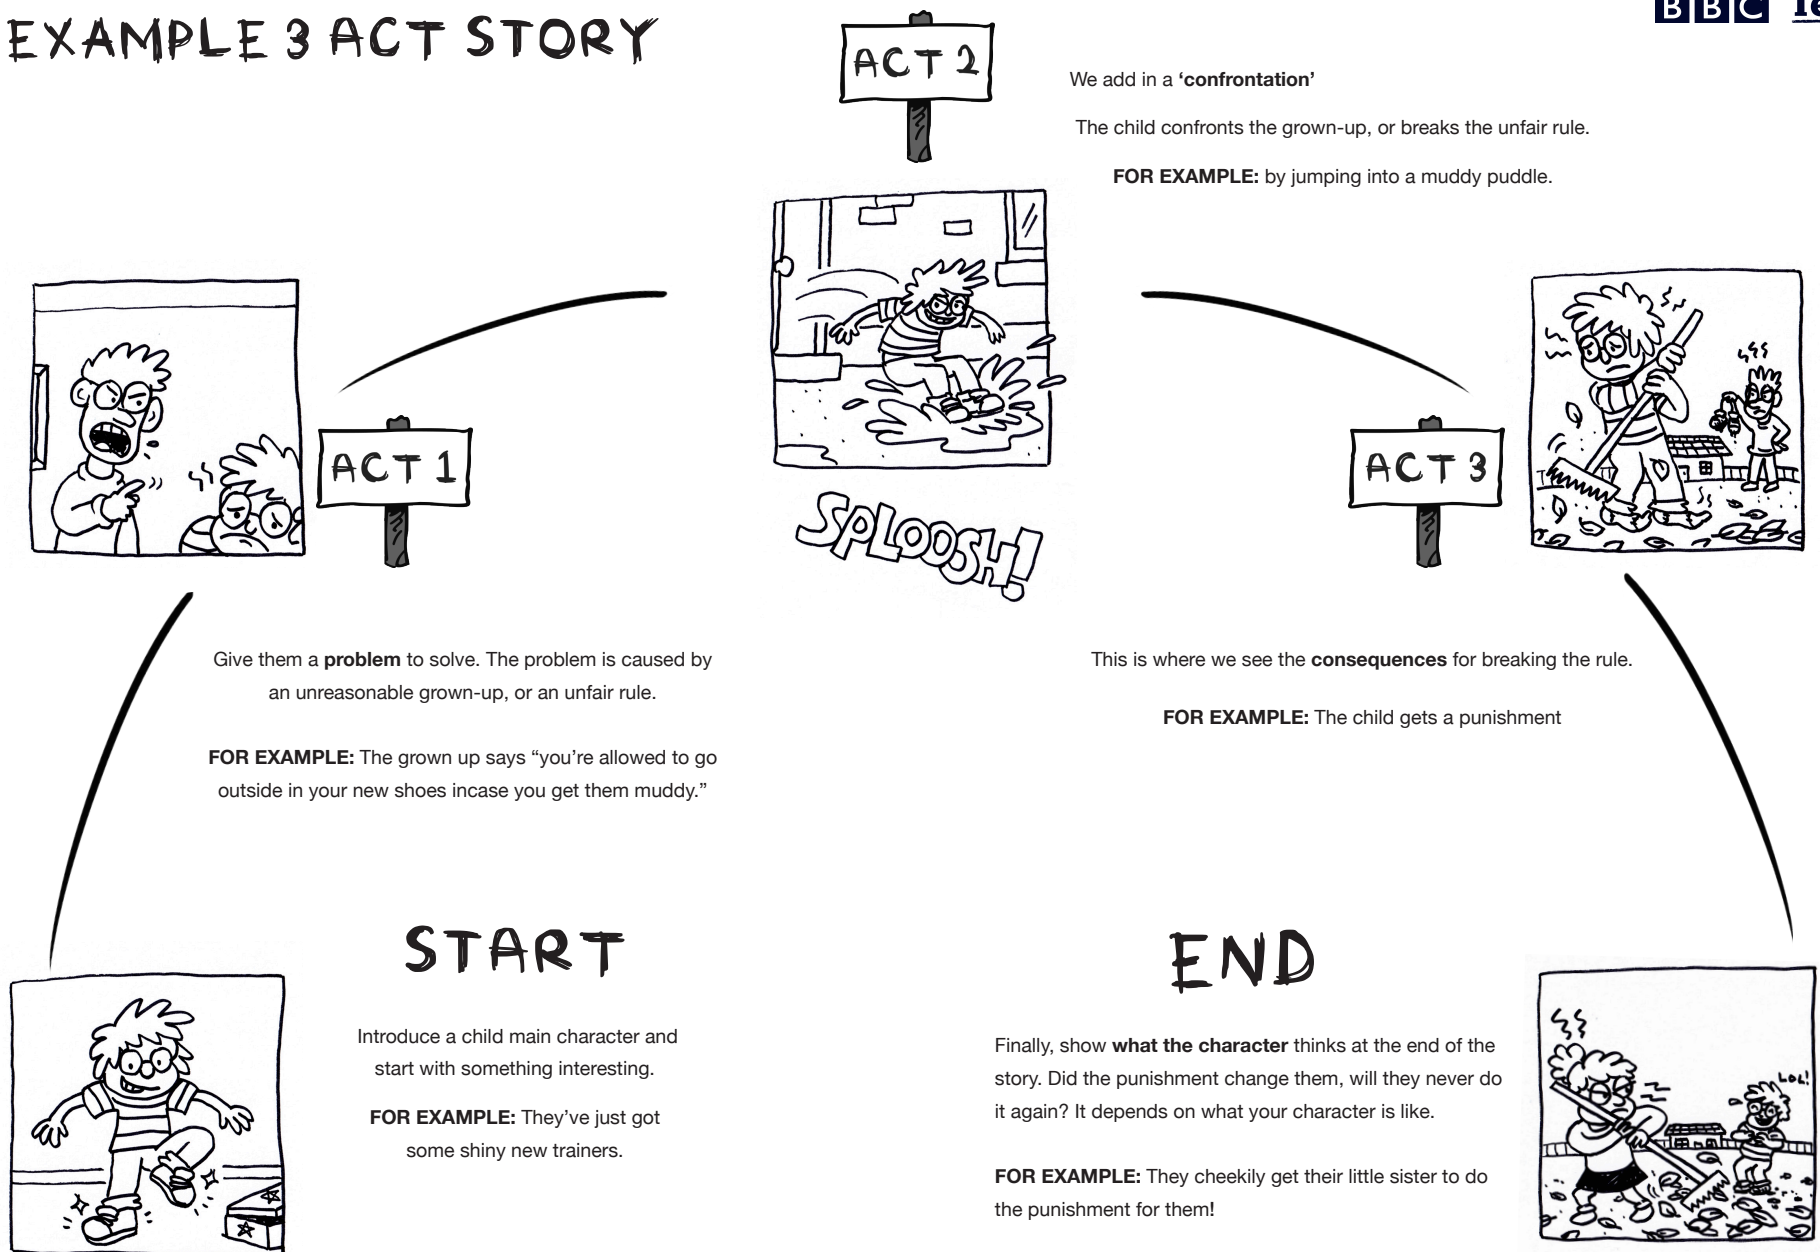 EXAMPLE 3 ACT STORY
BBC
ACT 2
We add in a ‘confrontation’
The child confronts the grown-up, or breaks the unfair rule.
FOR EXAMPLE: by jumping into a muddy puddle.
ACT 1
SPLOOSH!
ACT 3
Give them a problem to solve. The problem is caused by
an unreasonable grown-up, or an unfair rule.
FOR EXAMPLE: The grown up says “you’re allowed to go
outside in your new shoes incase you get them muddy.”
This is where we see the consequences for breaking the rule.
FOR EXAMPLE: The child gets a punishment
START
Introduce a child main character and
start with something interesting.
FOR EXAMPLE: They’ve just got
some shiny new trainers.
END
Finally, show what the character thinks at the end of the
story. Did the punishment change them, will they never do
it again? It depends on what your character is like.
FOR EXAMPLE: They cheekily get their little sister to do
the punishment for them!
LOL!